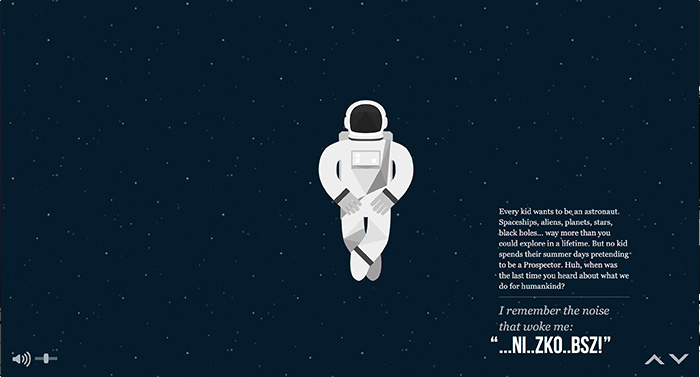 Every kid wants to be an astronaut.
Spaceships, aliens, planets, stars,
black holes... way more than you
could explore in a lifetime. But no kid
spends their summer days pretending
to be a Prospector. Huh, when was
the last time you heard about what we
do for humankind?
I remember the noise
that woke me:
“...NI..ZKO..BSZ!”